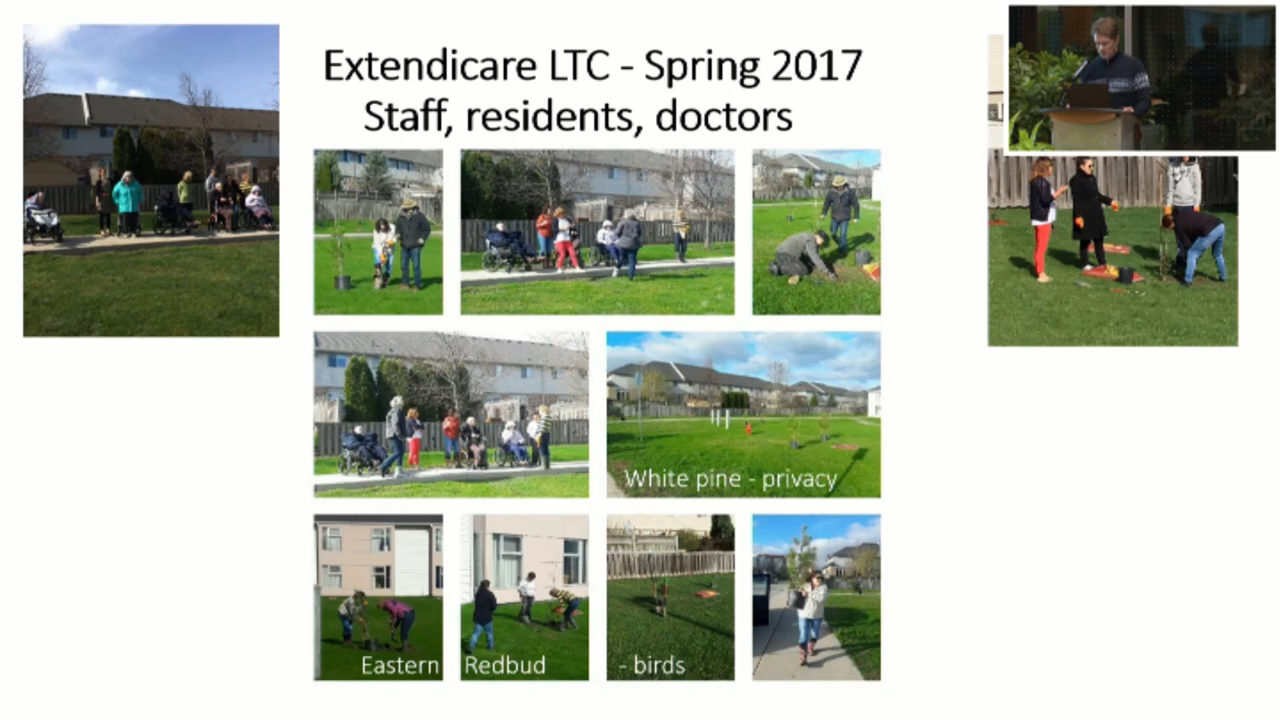 Extendicare LTC - Spring 2017
Staff, residents, doctors
White pine - privacy
Eastern Redbud - birds